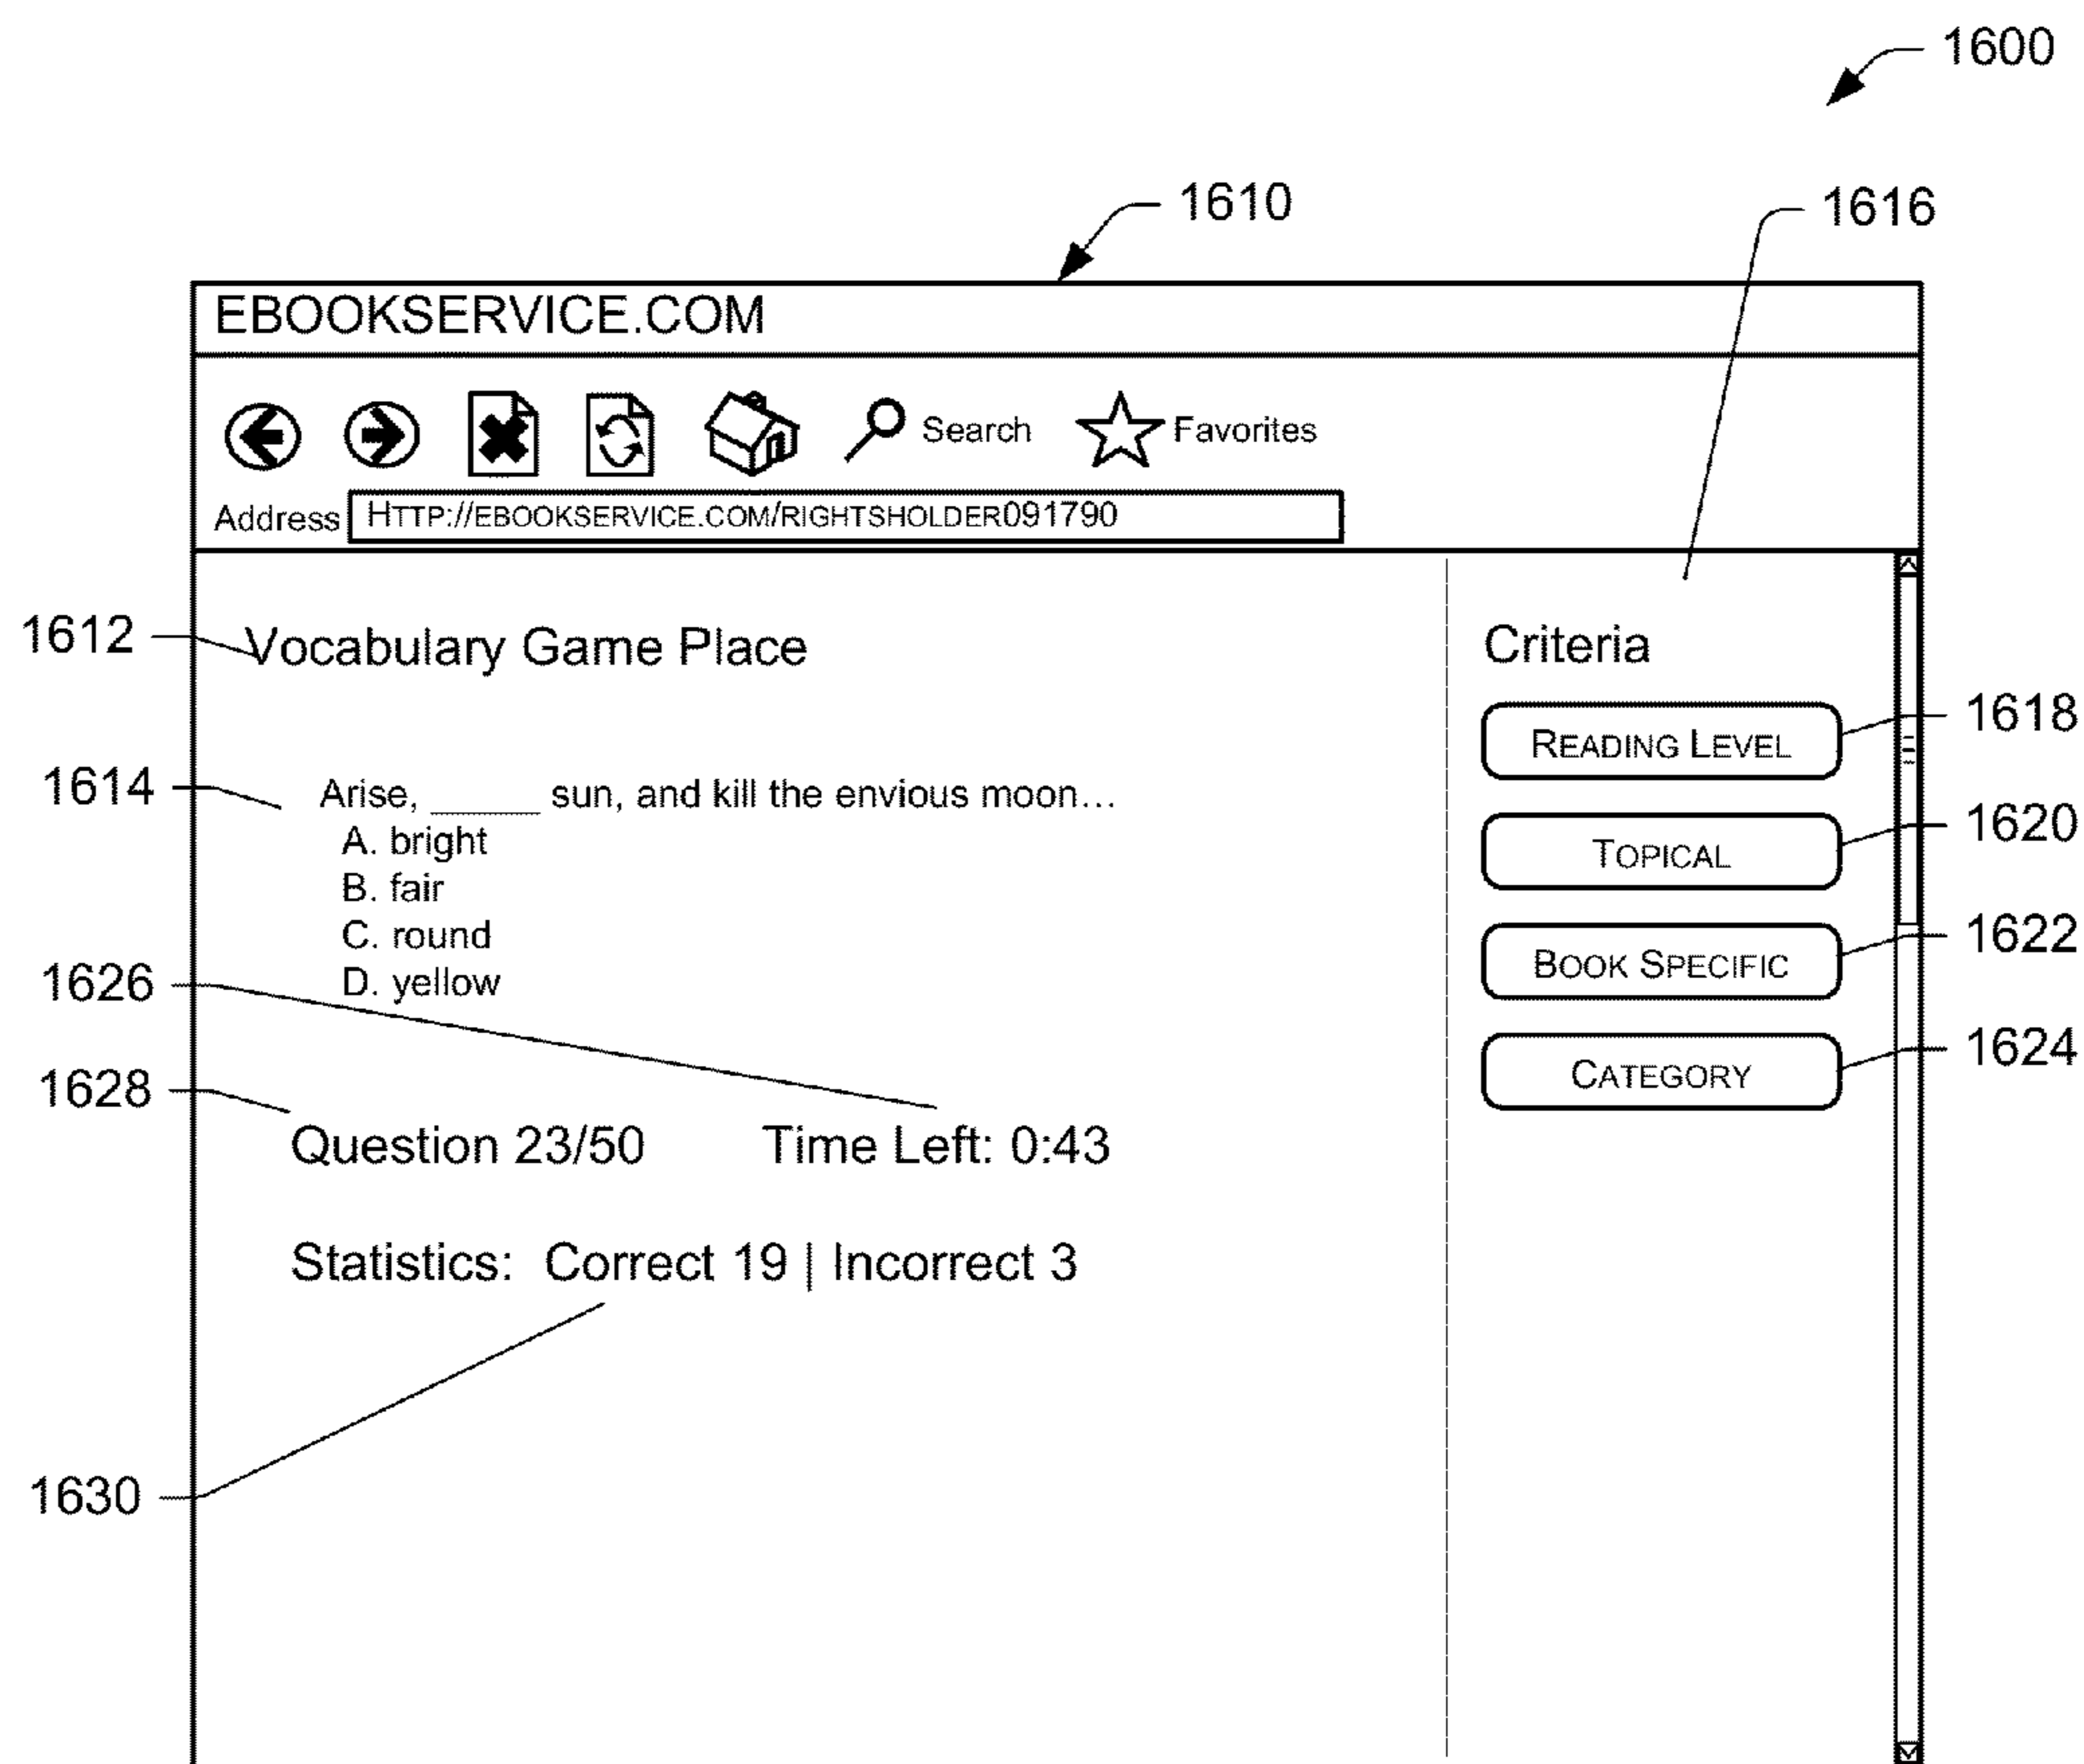 1600
1610
1616
EBOOKSERVICE.COM
Search
Favorites
Address HTTP://EBOOKSERVICE.COM/RIGHTSHOLDER091790
1612
Vocabulary Game Place
1614
Arise, ______ sun, and kill the envious moon...
A. bright
B. fair
C. round
D. yellow
1626
1628
Question 23/50 Time Left: 0:43
Statistics: Correct 19 | Incorrect 3
1630
Criteria
READING LEVEL
1618
TOPICAL
1620
BOOK SPECIFIC
1622
CATEGORY
1624